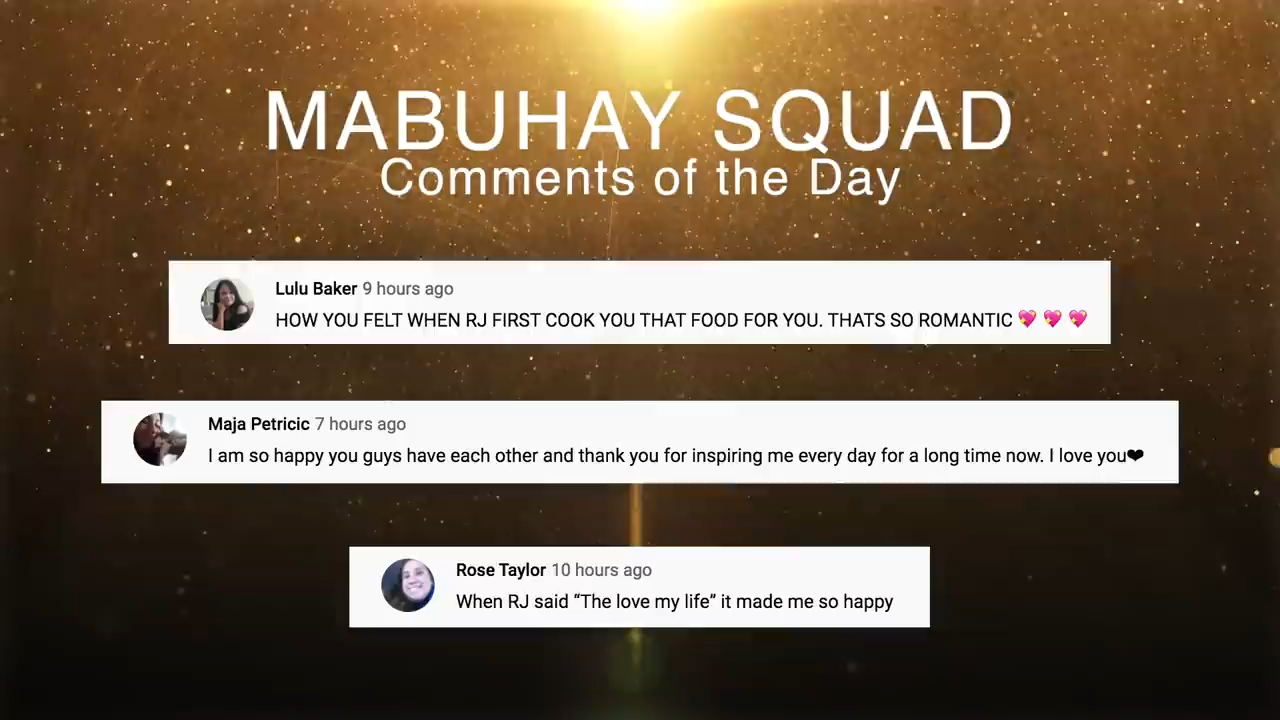 MABUHAY SQUAD
Comments of the Day
Lulu Baker 9 hours ago
HOW YOU FELT WHEN RJ FIRST COOK YOU THAT FOOD FOR YOU. THATS SO ROMANTIC 💖 💖 💖
Maja Petricic 7 hours ago
I am so happy you guys have each other and thank you for inspiring me every day for a long time now. I love you❤
Rose Taylor 10 hours ago
When RJ said “The love my life” it made me so happy